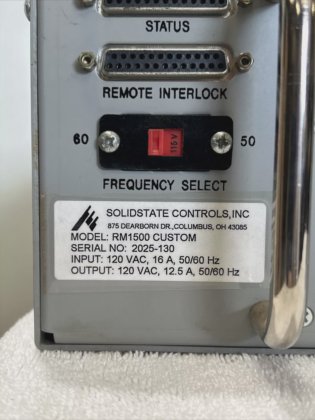 STATUS
REMOTE INTERLOCK
60 115V 50
FREQUENCY SELECT
SOLIDSTATE CONTROLS,INC
875 DEARBORN DR.,COLUMBUS, OH 43085
MODEL: RM1500 CUSTOM
SERIAL NO: 2025-130
INPUT: 120 VAC, 16 A, 50/60 Hz
OUTPUT: 120 VAC, 12.5 A, 50/60 Hz